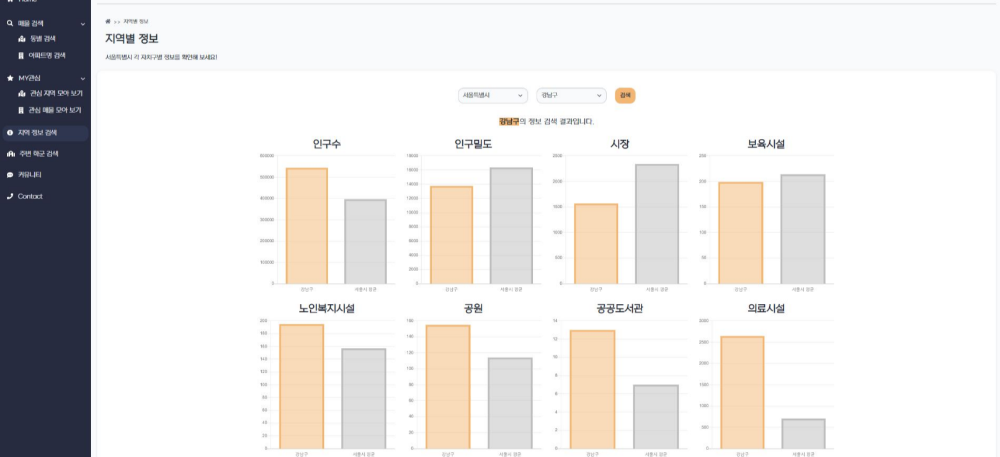 Home
매물 검색
동별 검색
아파트명 검색
MY관심
관심 지역 모아 보기
관심 매물 모아 보기
지역 정보 검색
주변 학군 검색
커뮤니티
Contact
>> 지역별 정보
지역별 정보
서울특별시 각 자치구별 정보를 확인해 보세요!
서울특별시 강남구 검색
강남구의 정보 검색 결과입니다.
인구수
600000
500000
400000
300000
200000
100000
0
강남구 서울시 평균
인구밀도
18000
16000
14000
12000
10000
8000
6000
4000
2000
0
강남구 서울시 평균
시장
2500
2000
1500
1000
500
0
강남구 서울시 평균
보육시설
250
200
150
100
50
0
강남구 서울시 평균
노인복지시설
200
180
160
140
120
100
80
60
40
20
0
강남구 서울시 평균
공원
160
140
120
100
80
60
40
20
0
강남구 서울시 평균
공공도서관
14
12
10
8
6
4
2
0
강남구 서울시 평균
의료시설
3000
2500
2000
1500
1000
500
0
강남구 서울시 평균